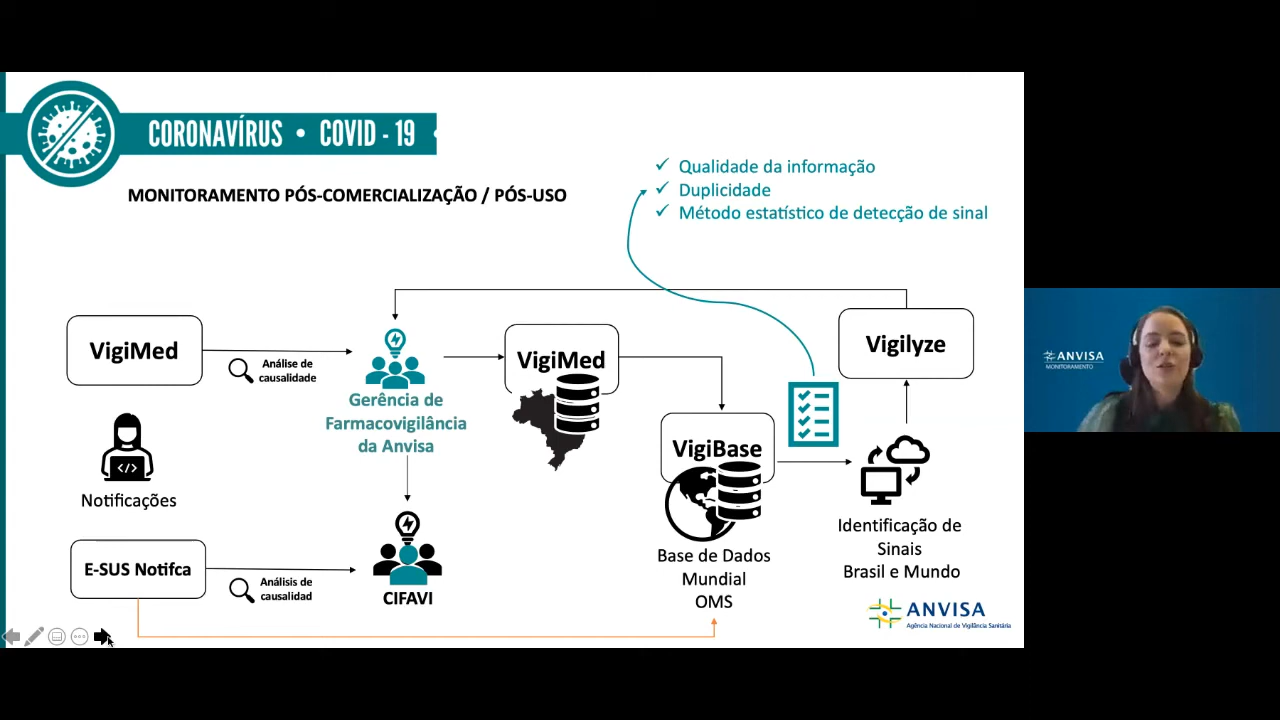 CORONAVÍRUS • COVID - 19
MONITORAMENTO PÓS-COMERCIALIZAÇÃO / PÓS-USO
✓ Qualidade da informação
✓ Duplicidade
✓ Método estatístico de detecção de sinal
VigiMed
Análise de
causalidade
Gerência de
Farmacovigilância
da Anvisa
VigiMed
VigiBase
Vigilyze
Notificações
E-SUS Notifca
Análisis de
causalidad
CIFAVI
Base de Dados
Mundial
OMS
Identificação de
Sinais
Brasil e Mundo
ANVISA
Agência Nacional de Vigilância Sanitária
ANVISA
MONITORAMENTO